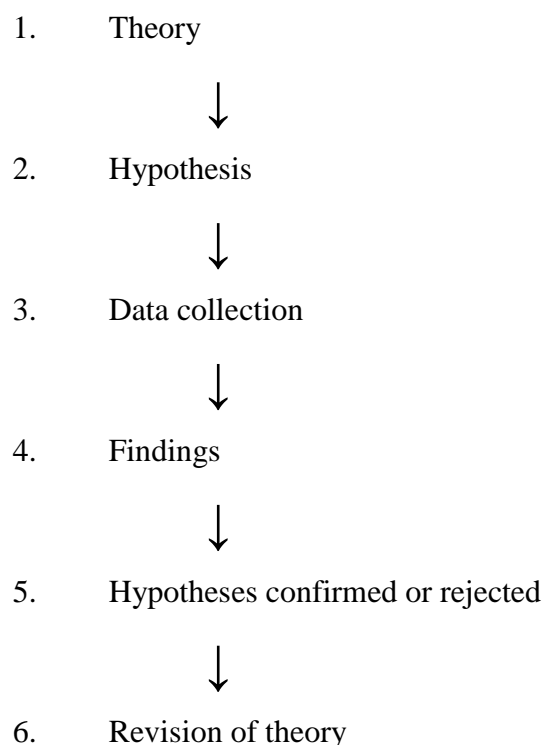 1. Theory
2. Hypothesis
3. Data collection
4. Findings
5. Hypotheses confirmed or rejected
6. Revision of theory